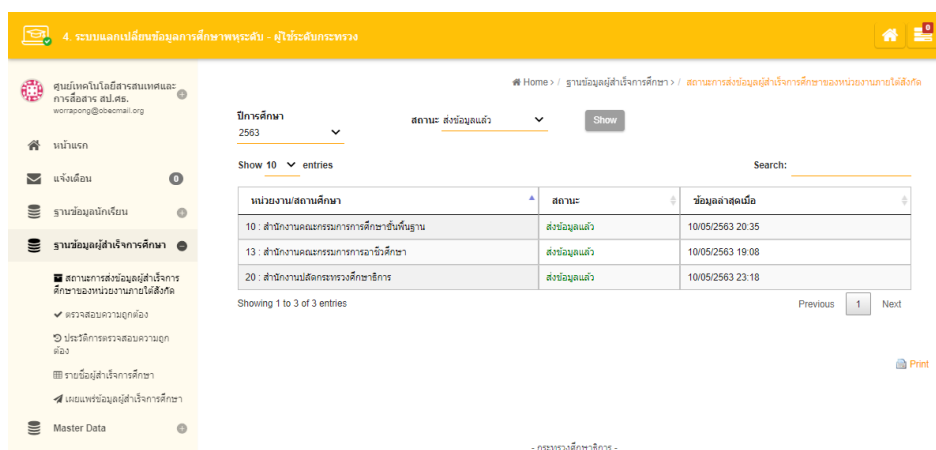 4. ระบบแลกเปลี่ยนข้อมูลการศึกษาพหุระดับ - ผู้ใช้ระดับกระทรวง
0
ศูนย์เทคโนโลยีสารสนเทศและ
การสื่อสาร สป.ศธ.
worrapong@obecmail.org
หน้าแรก
แจ้งเตือน 0
ฐานข้อมูลนักเรียน
ฐานข้อมูลผู้สำเร็จการศึกษา
สถานะการส่งข้อมูลผู้สำเร็จการ
ศึกษาของหน่วยงานภายใต้สังกัด
ตรวจสอบความถูกต้อง
ประวัติการตรวจสอบความถูก
ต้อง
รายชื่อผู้สำเร็จการศึกษา
เผยแพร่ข้อมูลผู้สำเร็จการศึกษา
Master Data
Home > / ฐานข้อมูลผู้สำเร็จการศึกษา > / สถานะการส่งข้อมูลผู้สำเร็จการศึกษาของหน่วยงานภายใต้สังกัด
ปีการศึกษา
2563
สถานะ ส่งข้อมูลแล้ว Show
Show 10 entries Search:
หน่วยงาน/สถานศึกษา สถานะ ข้อมูลล่าสุดเมื่อ
10 : สำนักงานคณะกรรมการการศึกษาขั้นพื้นฐาน ส่งข้อมูลแล้ว 10/05/2563 20:35
13 : สำนักงานคณะกรรมการการอาชีวศึกษา ส่งข้อมูลแล้ว 10/05/2563 19:08
20 : สำนักงานปลัดกระทรวงศึกษาธิการ ส่งข้อมูลแล้ว 10/05/2563 23:18
Showing 1 to 3 of 3 entries Previous 1 Next
Print
- กระทรวงศึกษาธิการ -